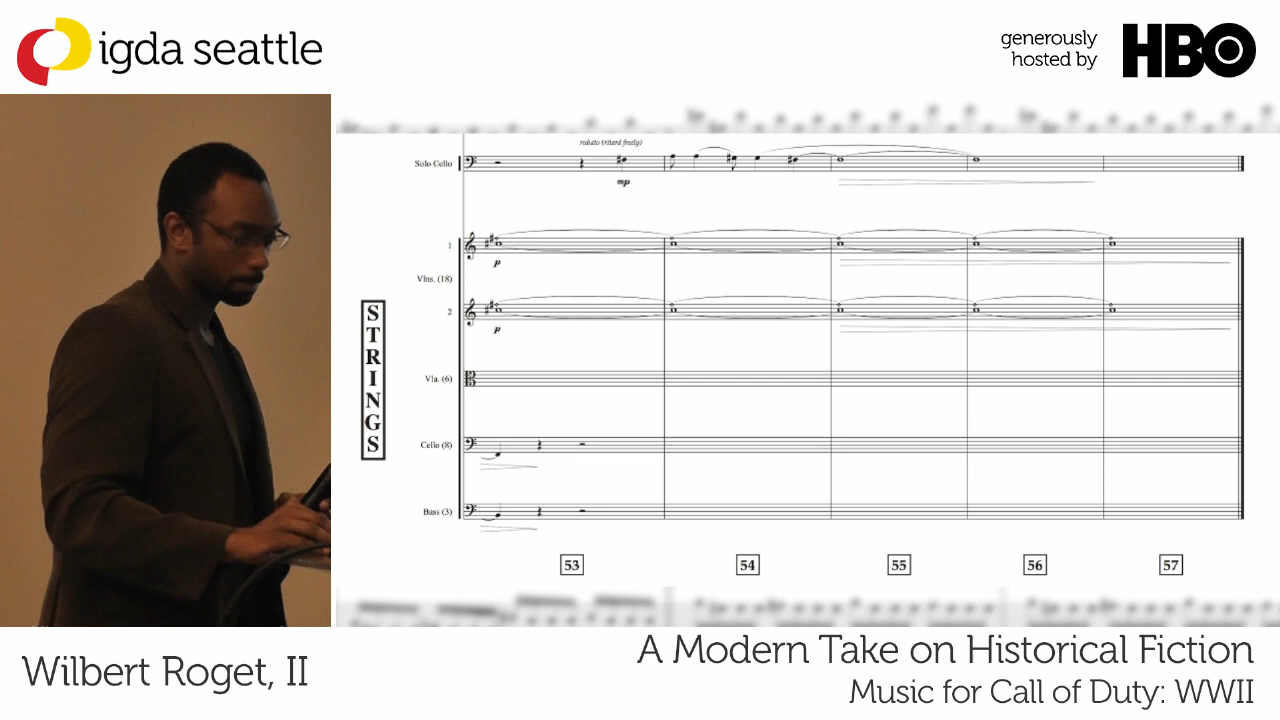 igda seattle
generously
hosted by
HBO
rubato (ritard freely)
Solo Cello
mp
1
p
Vlns. (18)
2
p
STRINGS
Vla. (6)
Cello (8)
Bass (3)
53
54
55
56
57
Wilbert Roget, II
A Modern Take on Historical Fiction
Music for Call of Duty: WWII